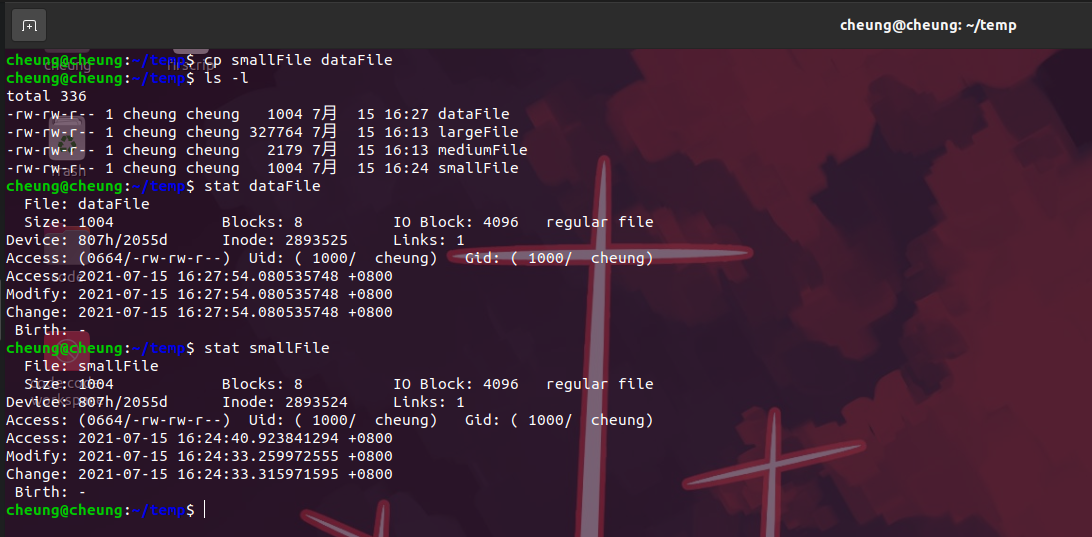 cheung@cheung: ~/temp
cheung@cheung:~/temp$ cp smallFile dataFile
cheung@cheung:~/temp$ ls -l
total 336
-rw-rw-r-- 1 cheung cheung   1004 7月  15 16:27 dataFile
-rw-rw-r-- 1 cheung cheung 327764 7月  15 16:13 largeFile
-rw-rw-r-- 1 cheung cheung   2179 7月  15 16:13 mediumFile
-rw-rw-r-- 1 cheung cheung   1004 7月  15 16:24 smallFile
cheung@cheung:~/temp$ stat dataFile
  File: dataFile
  Size: 1004            Blocks: 8          IO Block: 4096   regular file
Device: 807h/2055d      Inode: 2893525     Links: 1
Access: (0664/-rw-rw-r--)  Uid: ( 1000/  cheung)   Gid: ( 1000/  cheung)
Access: 2021-07-15 16:27:54.080535748 +0800
Modify: 2021-07-15 16:27:54.080535748 +0800
Change: 2021-07-15 16:27:54.080535748 +0800
 Birth: -
cheung@cheung:~/temp$ stat smallFile
  File: smallFile
  Size: 1004            Blocks: 8          IO Block: 4096   regular file
Device: 807h/2055d      Inode: 2893524     Links: 1
Access: (0664/-rw-rw-r--)  Uid: ( 1000/  cheung)   Gid: ( 1000/  cheung)
Access: 2021-07-15 16:24:40.923841294 +0800
Modify: 2021-07-15 16:24:33.259972555 +0800
Change: 2021-07-15 16:24:33.315971595 +0800
 Birth: -
cheung@cheung:~/temp$